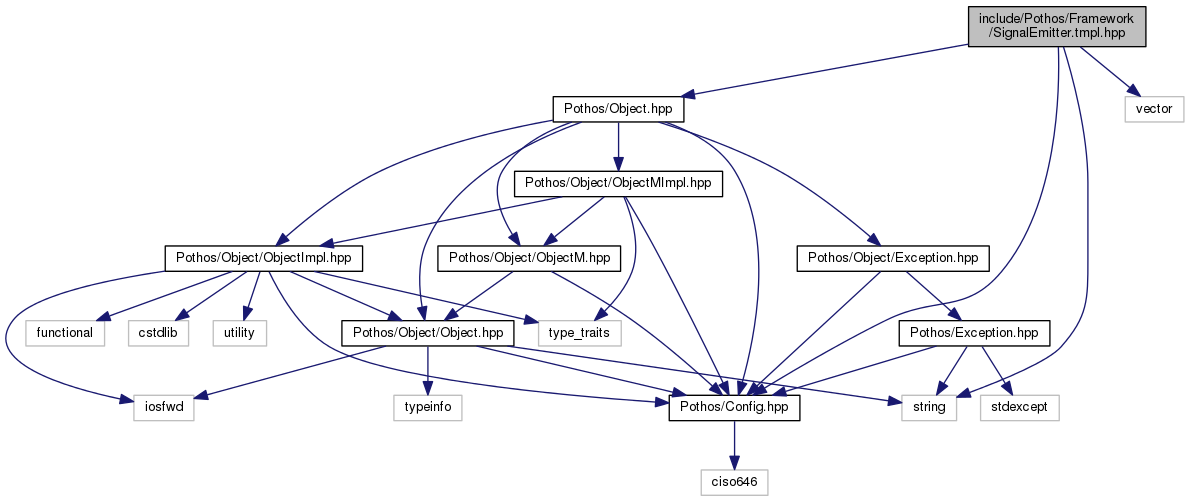 include/Pothos/Framework
/SignalEmitter.tmpl.hpp
Pothos/Object.hpp
vector
Pothos/Object/ObjectMImpl.hpp
Pothos/Object/ObjectImpl.hpp
Pothos/Object/ObjectM.hpp
Pothos/Object/Exception.hpp
functional
cstdlib
utility
Pothos/Object/Object.hpp
type_traits
Pothos/Exception.hpp
iosfwd
typeinfo
Pothos/Config.hpp
string
stdexcept
ciso646